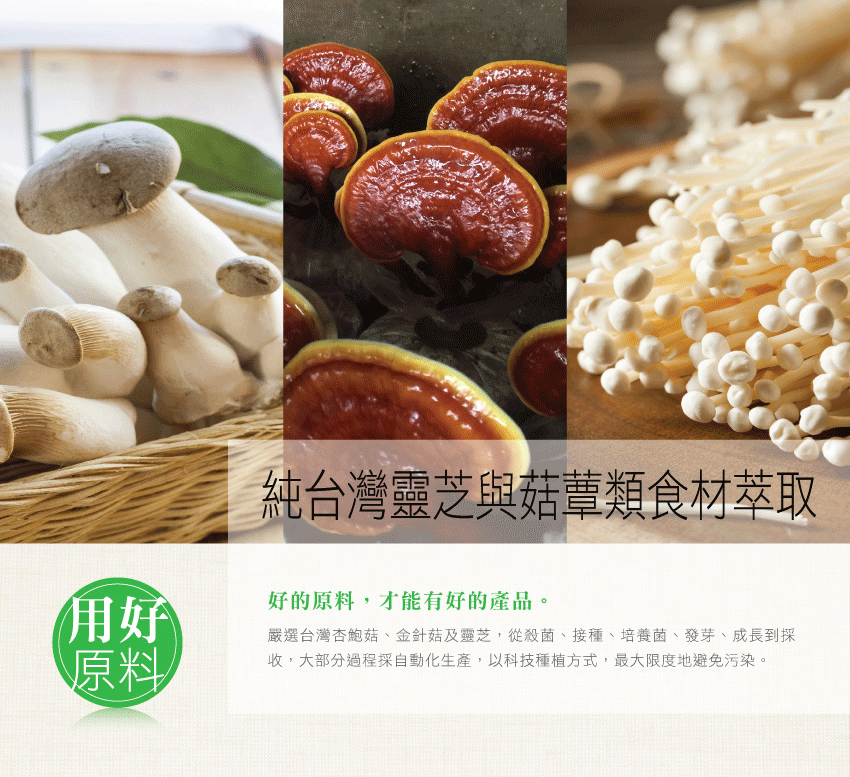 純台灣靈芝與菇蕈類食材萃取
用好
原料
好的原料，才能有好的產品。
嚴選台灣杏鮑菇、金針菇及靈芝，從殺菌、接種、培養菌、發芽、成長到採
收，大部分過程採自動化生產，以科技種植方式，最大限度地避免污染。